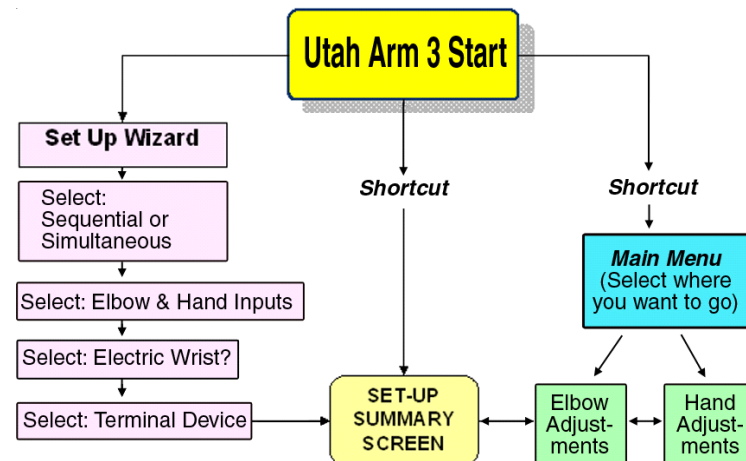 Utah Arm 3 Start
Set Up Wizard
Select:
Sequential or
Simultaneous
Select: Elbow & Hand Inputs
Select: Electric Wrist?
Select: Terminal Device
Shortcut
SET-UP
SUMMARY
SCREEN
Shortcut
Main Menu
(Select where
you want to go)
Elbow
Adjust-
ments
Hand
Adjust-
ments